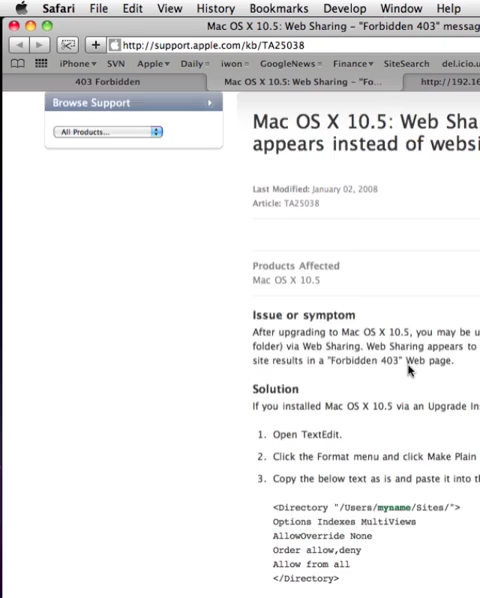 Safari File Edit View History Bookmarks Develop Window Help
Mac OS X 10.5: Web Sharing – "Forbidden 403" messag
http://support.apple.com/kb/TA25038
iPhone SVN Apple Daily iwon GoogleNews Finance SiteSearch del.icio.u
403 Forbidden Mac OS X 10.5: Web Sharing – "Fo... http://192.16
Browse Support
All Products...
Mac OS X 10.5: Web Sha
appears instead of websi
Last Modified: January 02, 2008
Article: TA25038
Products Affected
Mac OS X 10.5
Issue or symptom
After upgrading to Mac OS X 10.5, you may be u
folder) via Web Sharing. Web Sharing appears to
site results in a "Forbidden 403" Web page.
Solution
If you installed Mac OS X 10.5 via an Upgrade In
1. Open TextEdit.
2. Click the Format menu and click Make Plain
3. Copy the below text as is and paste it into t
<Directory "/Users/myname/Sites/">
Options Indexes MultiViews
AllowOverride None
Order allow,deny
Allow from all
</Directory>